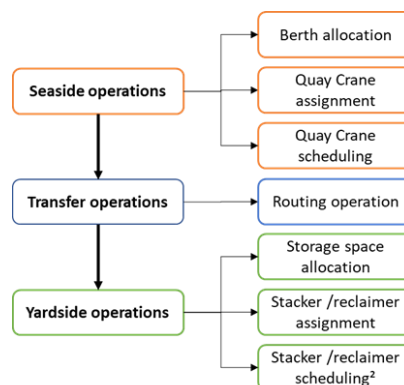 Berth allocation
Seaside operations
Quay Crane
assignment
Quay Crane
scheduling
Transfer operations
Routing operation
Storage space
allocation
Yardside operations
Stacker /reclaimer
assignment
Stacker /reclaimer
scheduling²